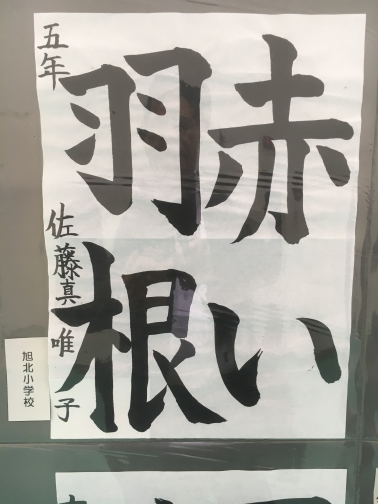 赤い
羽根
五年 佐藤真唯子
旭北小学校